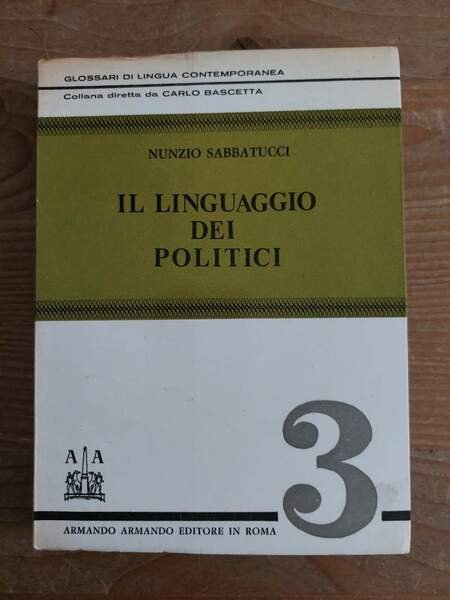 GLOSSARI DI LINGUA CONTEMPORANEA
Collana diretta da CARLO BASCETTA
NUNZIO SABBATUCCI
IL LINGUAGGIO
DEI
POLITICI
3
A A
ARMANDO ARMANDO EDITORE IN ROMA